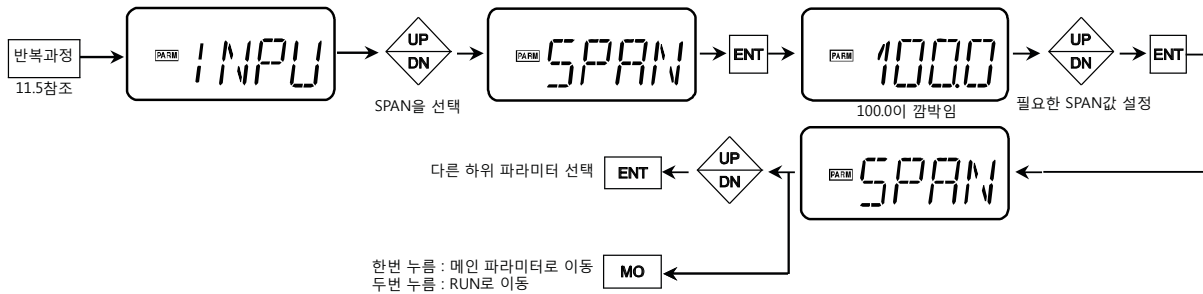 반복과정
11.5참조
PARM INPU
UP
DN
SPAN을 선택
PARM SPAN
ENT
PARM 100.0
100.0이 깜박임
UP
DN
필요한 SPAN값 설정
ENT
PARM SPAN
UP
DN
ENT
다른 하위 파라미터 선택
MO
한번 누름 : 메인 파라미터로 이동
두번 누름 : RUN로 이동